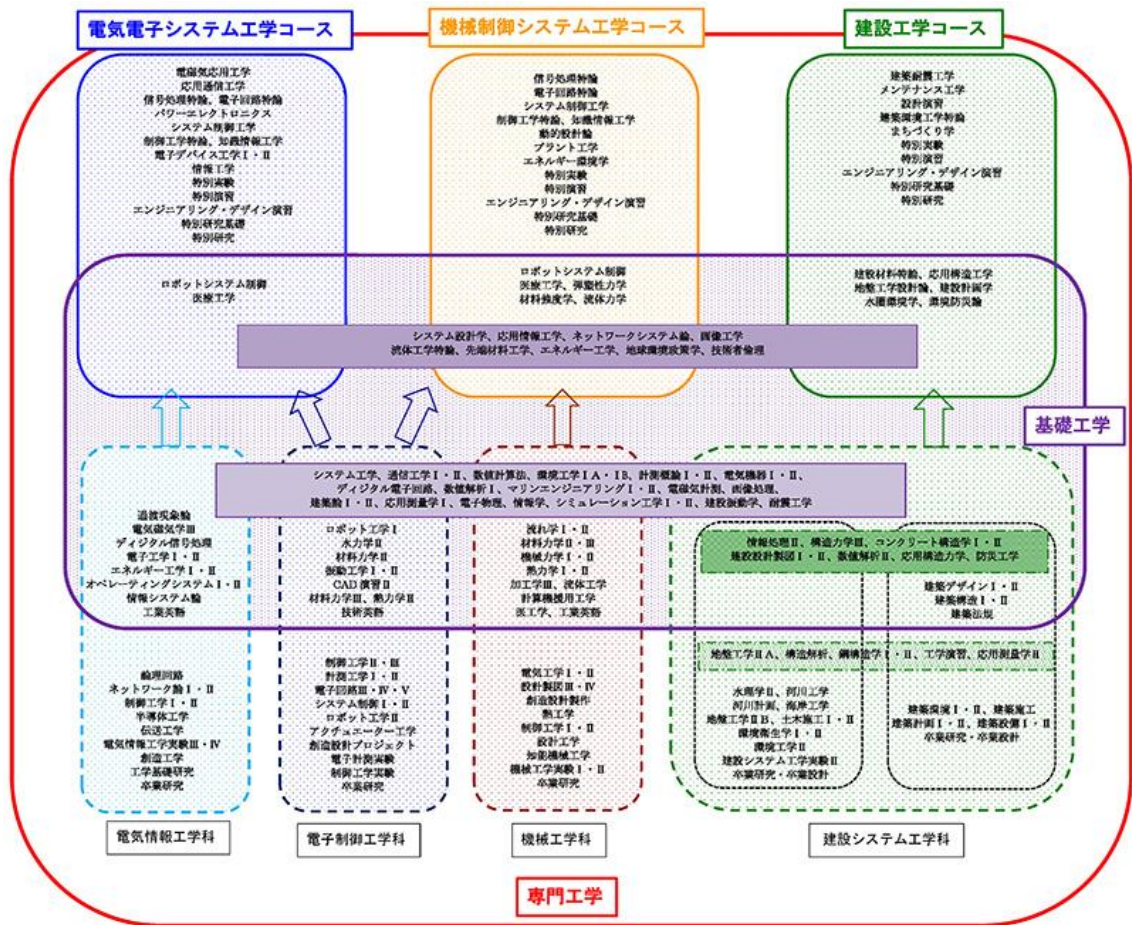 電気電子システム工学コース
機械制御システム工学コース
建設工学コース
電磁気応用工学
応用通信工学
信号処理特論、電子回路特論
パワーエレクトロニクス
システム制御工学
制御工学特論、知識情報工学
電子デバイス工学Ⅰ・Ⅱ
情報工学
特別実験
特別演習
エンジニアリング・デザイン演習
特別研究基礎
特別研究
信号処理特論
電子回路特論
システム制御工学
制御工学特論、知識情報工学
動的設計論
プラント工学
エネルギー環境学
特別実験
特別演習
エンジニアリング・デザイン演習
特別研究基礎
特別研究
建築耐震工学
メンテナンス工学
設計演習
建築環境工学特論
まちづくり学
特別実験
特別演習
エンジニアリング・デザイン演習
特別研究基礎
特別研究
ロボットシステム制御
医療工学
ロボットシステム制御
医療工学、弾塑性力学
材料強度学、流体力学
建設材料特論、応用構造工学
地盤工学設計論、建設計画学
水圏環境学、環境防災論
システム設計学、応用情報工学、ネットワークシステム論、画像工学
流体工学特論、先端材料工学、エネルギー工学、地球環境政策学、技術者倫理
基礎工学
システム工学、通信工学Ⅰ・Ⅱ、数値計算法、環境工学ⅠA・ⅠB、計測概論Ⅰ・Ⅱ、電気機器Ⅰ・Ⅱ、
ディジタル電子回路、数値解析Ⅰ、マリンエンジニアリングⅠ・Ⅱ、電磁気計測、画像処理、
建築論Ⅰ・Ⅱ、応用測量学Ⅰ、電子物理、情報学、シミュレーション工学Ⅰ・Ⅱ、建設振動学、耐震工学
過渡現象論
電気磁気学Ⅲ
ディジタル信号処理
電子工学Ⅰ・Ⅱ
エネルギー工学Ⅰ・Ⅱ
オペレーティングシステムⅠ・Ⅱ
情報システム論
工業英語
ロボット工学Ⅰ
水力学Ⅱ
材料力学Ⅱ
振動工学Ⅰ・Ⅱ
CAD演習Ⅱ
材料力学Ⅲ、熱力学Ⅱ
技術英語
流れ学Ⅰ・Ⅱ
材料力学Ⅱ・Ⅲ
機械力学Ⅰ・Ⅱ
熱力学Ⅰ・Ⅱ
加工学Ⅲ、流体工学
計算機援用工学
医工学、工業英語
情報処理Ⅱ、構造力学Ⅲ、コンクリート構造学Ⅰ・Ⅱ
建設設計製図Ⅰ・Ⅱ、数値解析Ⅱ、応用構造力学、防災工学
建築デザインⅠ・Ⅱ
建築構造Ⅰ・Ⅱ
建築法規
地盤工学ⅡA、構造解析、鋼構造学Ⅰ・Ⅱ、工学演習、応用測量学Ⅱ
論理回路
ネットワーク論Ⅰ・Ⅱ
制御工学Ⅰ・Ⅱ
半導体工学
伝送工学
電気情報工学実験Ⅲ・Ⅳ
創造工学
工学基礎研究
卒業研究
制御工学Ⅱ・Ⅲ
計測工学Ⅰ・Ⅱ
電子回路Ⅲ・Ⅳ・Ⅴ
システム制御Ⅰ・Ⅱ
ロボット工学Ⅱ
アクチュエーター工学
創造設計プロジェクト
電子計測実験
制御工学実験
卒業研究
電気工学Ⅰ・Ⅱ
設計製図Ⅲ・Ⅳ
創造設計製作
熱工学
制御工学Ⅰ・Ⅱ
設計工学
知能機械工学
機械工学実験Ⅰ・Ⅱ
卒業研究
水理学Ⅱ、河川工学
河川計画、海岸工学
地盤工学ⅡB、土木施工Ⅰ・Ⅱ
環境衛生学Ⅰ・Ⅱ
環境工学Ⅱ
建設システム工学実験Ⅱ
卒業研究・卒業設計
建築環境Ⅰ・Ⅱ、建築施工
建築計画Ⅰ・Ⅱ、建築設備Ⅰ・Ⅱ
卒業研究・卒業設計
電気情報工学科
電子制御工学科
機械工学科
建設システム工学科
専門工学